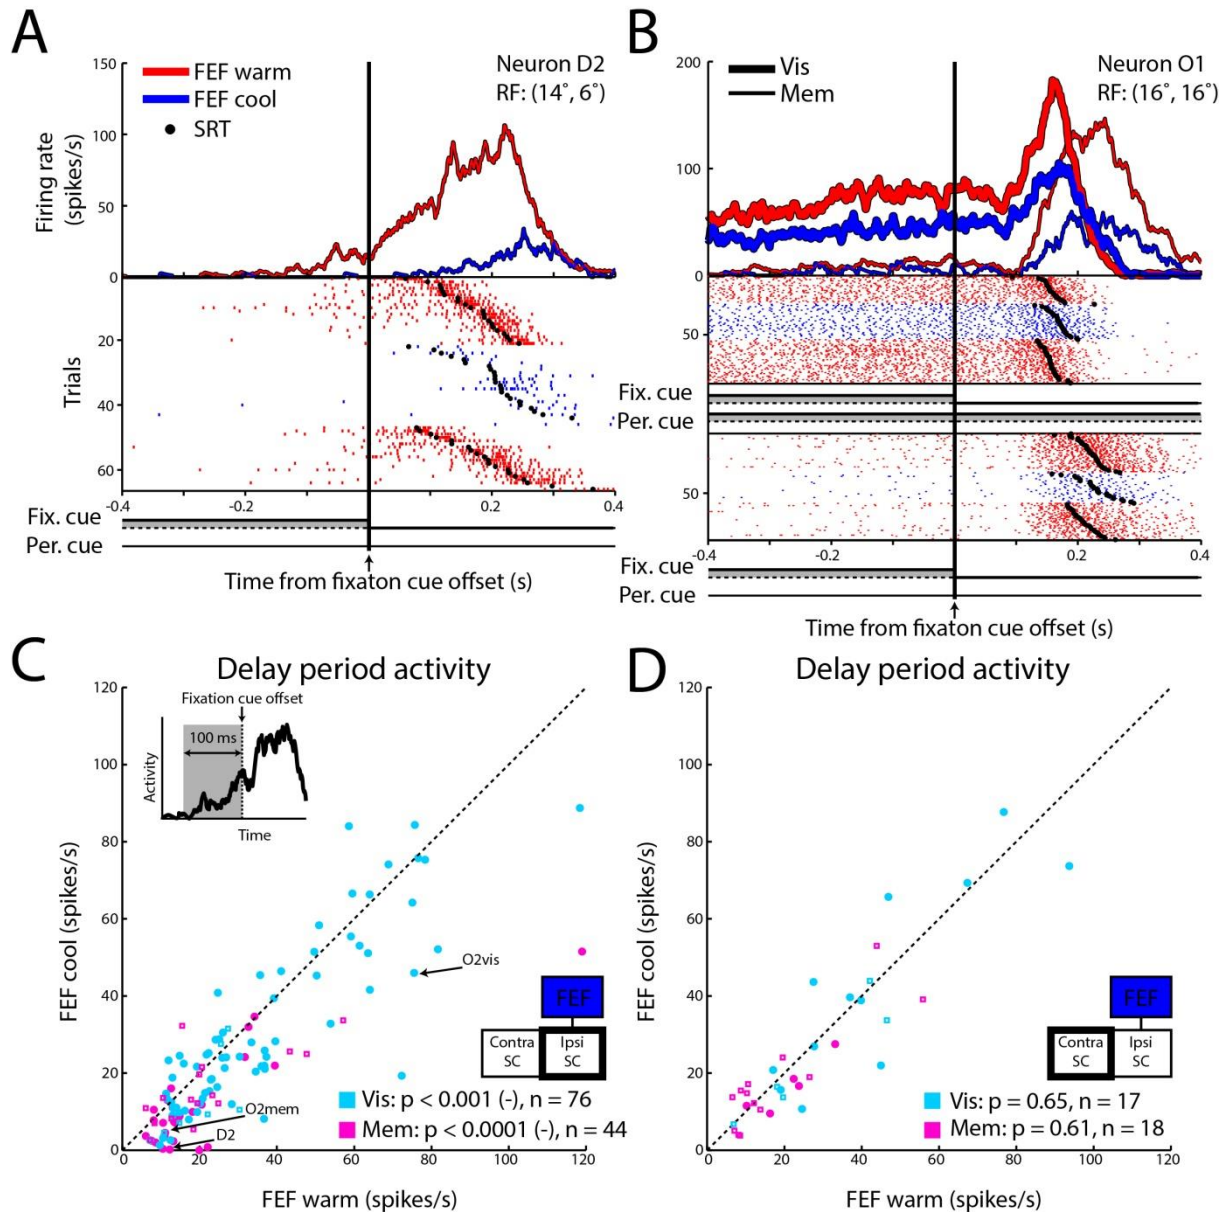 A
150
100
50
0
Firing rate
(spikes/s)
FEF warm
FEF cool
SRT
Neuron D2
RF: (14˚, 6˚)
20
40
60
Trials
-0.4
-0.2
0.2
0.4
Fix. cue
Per. cue
Time from fixaton cue offset (s)
B
200
100
0
Vis
Mem
Neuron O1
RF: (16˚, 16˚)
50
Fix. cue
Per. cue
50
-0.4
-0.2
0.2
0.4
Fix. cue
Per. cue
Time from fixaton cue offset (s)
C
Delay period activity
120
100
80
60
40
20
0
FEF cool (spikes/s)
Fixation cue offset
100 ms
Activity
Time
O2vis
O2mem
D2
FEF
Contra
SC
Ipsi
SC
Vis: p < 0.001 (-), n = 76
Mem: p < 0.0001 (-), n = 44
0
20
40
60
80
100
120
FEF warm (spikes/s)
D
Delay period activity
120
100
80
60
40
20
0
FEF cool (spikes/s)
FEF
Contra
SC
Ipsi
SC
Vis: p = 0.65, n = 17
Mem: p = 0.61, n = 18
0
20
40
60
80
100
120
FEF warm (spikes/s)